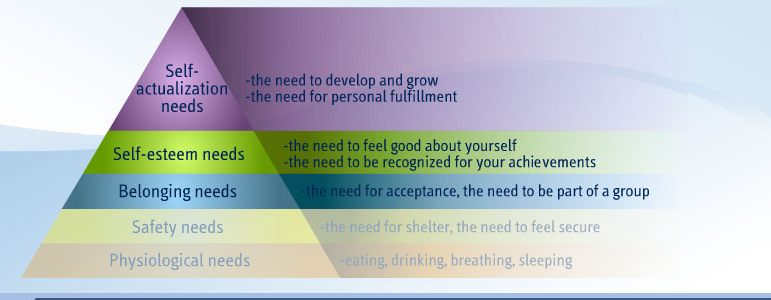 Self-
actualization
needs
-the need to develop and grow
-the need for personal fulfillment
Self-esteem needs
-the need to feel good about yourself
-the need to be recognized for your achievements
Belonging needs
-the need for acceptance, the need to be part of a group
Safety needs
-the need for shelter, the need to feel secure
Physiological needs
-eating, drinking, breathing, sleeping